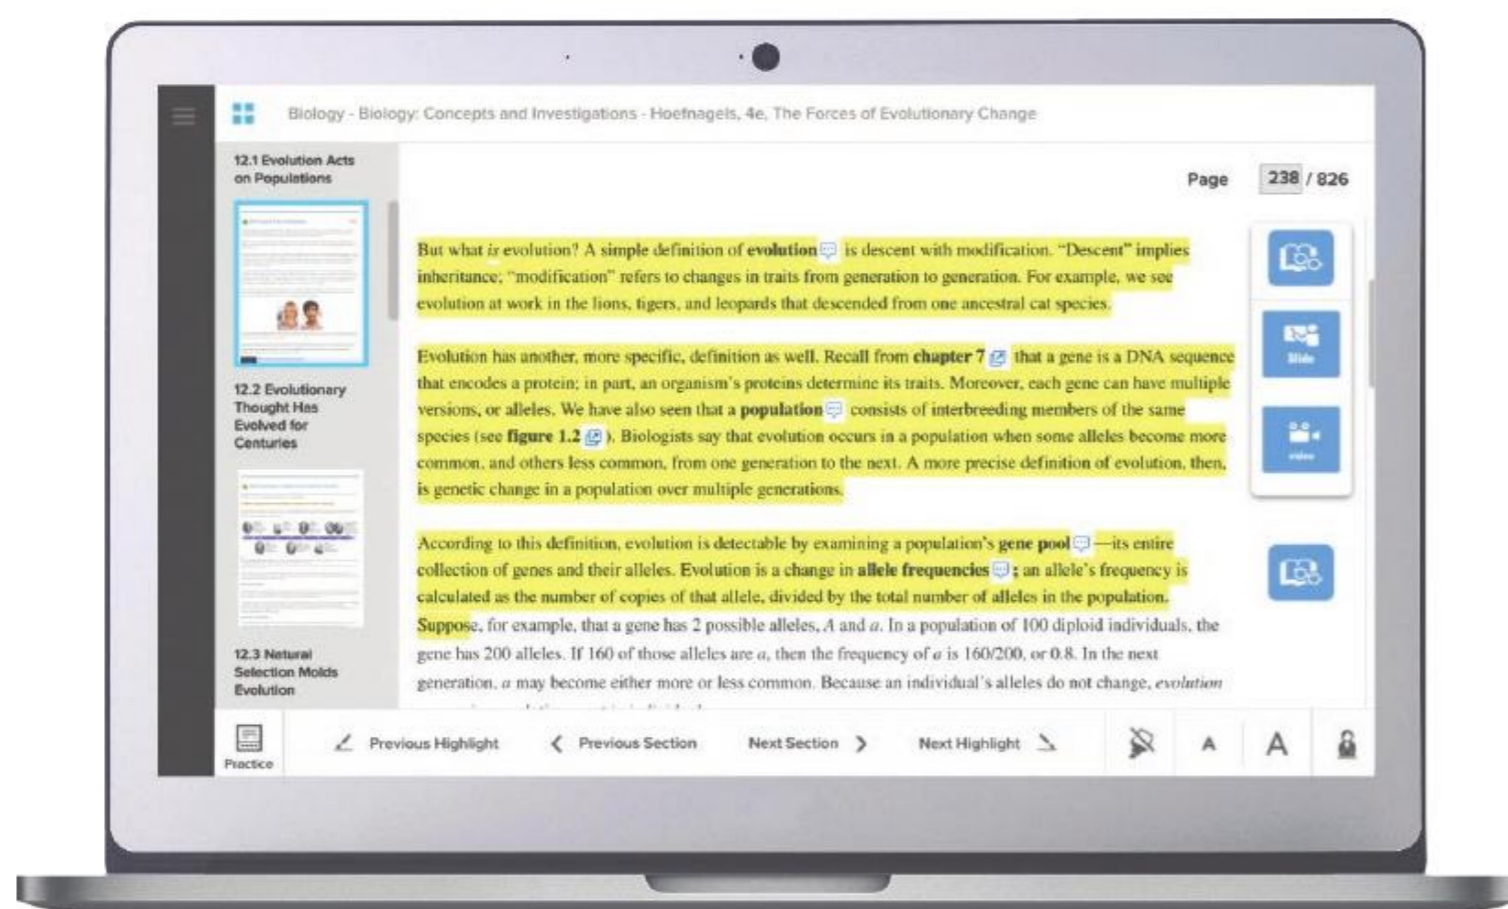 Biology - Biology: Concepts and Investigations - Hoefnagels, 4e, The Forces of Evolutionary Change
12.1 Evolution Acts
on Populations
12.2 Evolutionary
Thought Has
Evolved for
Centuries
12.3 Natural
Selection Molds
Evolution
Page 238 / 826
But what is evolution? A simple definition of evolution is descent with modification. “Descent” implies
inheritance; “modification” refers to changes in traits from generation to generation. For example, we see
evolution at work in the lions, tigers, and leopards that descended from one ancestral cat species.
Evolution has another, more specific, definition as well. Recall from chapter 7 that a gene is a DNA sequence
that encodes a protein; in part, an organism’s proteins determine its traits. Moreover, each gene can have multiple
versions, or alleles. We have also seen that a population consists of interbreeding members of the same
species (see figure 1.2 ). Biologists say that evolution occurs in a population when some alleles become more
common, and others less common, from one generation to the next. A more precise definition of evolution, then,
is genetic change in a population over multiple generations.
According to this definition, evolution is detectable by examining a population’s gene pool —its entire
collection of genes and their alleles. Evolution is a change in allele frequencies ; an allele’s frequency is
calculated as the number of copies of that allele, divided by the total number of alleles in the population.
Suppose, for example, that a gene has 2 possible alleles, A and a. In a population of 100 diploid individuals, the
gene has 200 alleles. If 160 of those alleles are a, then the frequency of a is 160/200, or 0.8. In the next
generation, a may become either more or less common. Because an individual’s alleles do not change, evolution
Slide
video
Practice
Previous Highlight
Previous Section
Next Section
Next Highlight
A
A